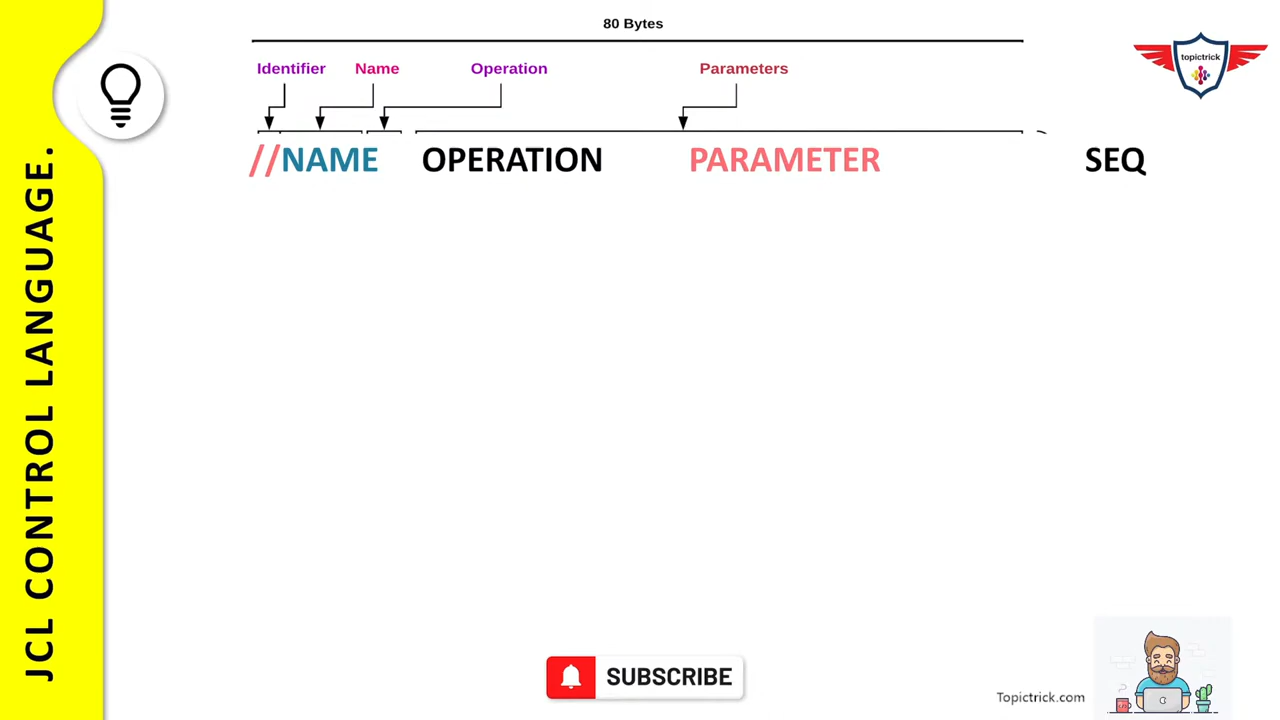 80 Bytes
Identifier Name Operation Parameters
topictrick
//NAME OPERATION PARAMETER SEQ
JCL CONTROL LANGUAGE.
SUBSCRIBE
Topictrick.com